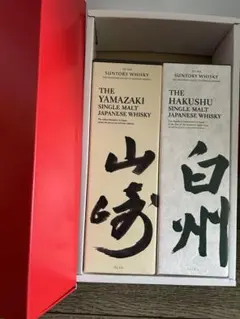 SUNTORY WHISKY
THE
YAMAZAKI
SINGLE MALT
JAPANESE WHISKY
山崎
SUNTORY WHISKY
THE
HAKUSHU
SINGLE MALT
JAPANESE WHISKY
白州